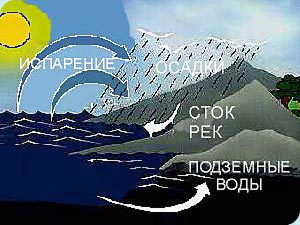 ИСПАРЕНИЕ
ОСАДКИ
СТОК
РЕК
ПОДЗЕМНЫЕ
ВОДЫ